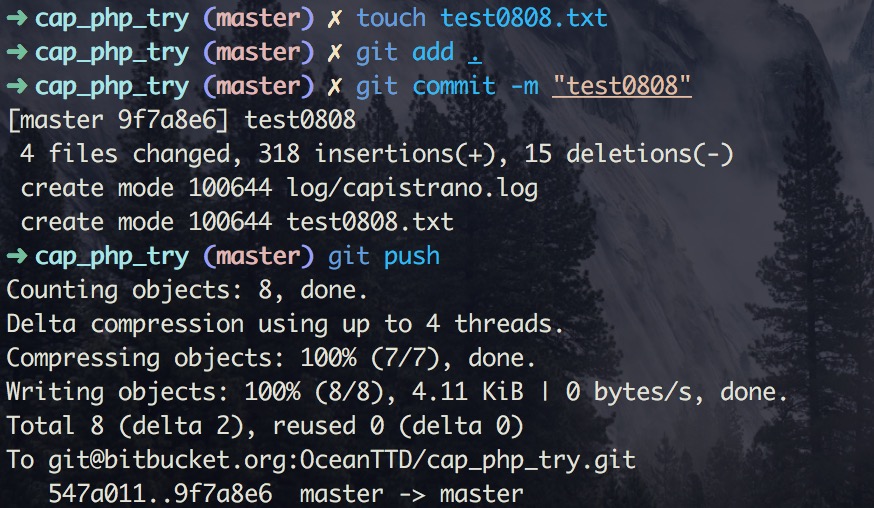 ➜ cap_php_try (master) ✗ touch test0808.txt
➜ cap_php_try (master) ✗ git add .
➜ cap_php_try (master) ✗ git commit -m "test0808"
[master 9f7a8e6] test0808
 4 files changed, 318 insertions(+), 15 deletions(-)
 create mode 100644 log/capistrano.log
 create mode 100644 test0808.txt
➜ cap_php_try (master) git push
Counting objects: 8, done.
Delta compression using up to 4 threads.
Compressing objects: 100% (7/7), done.
Writing objects: 100% (8/8), 4.11 KiB | 0 bytes/s, done.
Total 8 (delta 2), reused 0 (delta 0)
To git@bitbucket.org:OceanTTD/cap_php_try.git
   547a011..9f7a8e6  master -> master